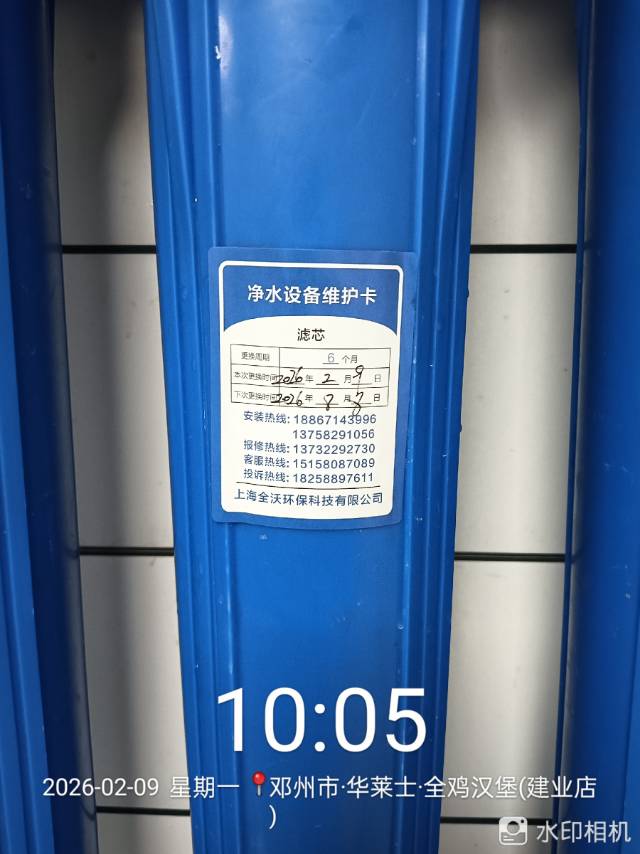 净水设备维护卡
滤芯
更换周期 6 个月
本次更换时间 2026 年 2 月 9 日
下次更换时间 2026 年 8 月 日
安装热线: 18867143996
13758291056
报修热线: 13732292730
客服热线: 15158087089
投诉热线: 18258897611
上海全沃环保科技有限公司
10:05
2026-02-09 星期一 邓州市·华莱士·全鸡汉堡(建业店
)
水印相机